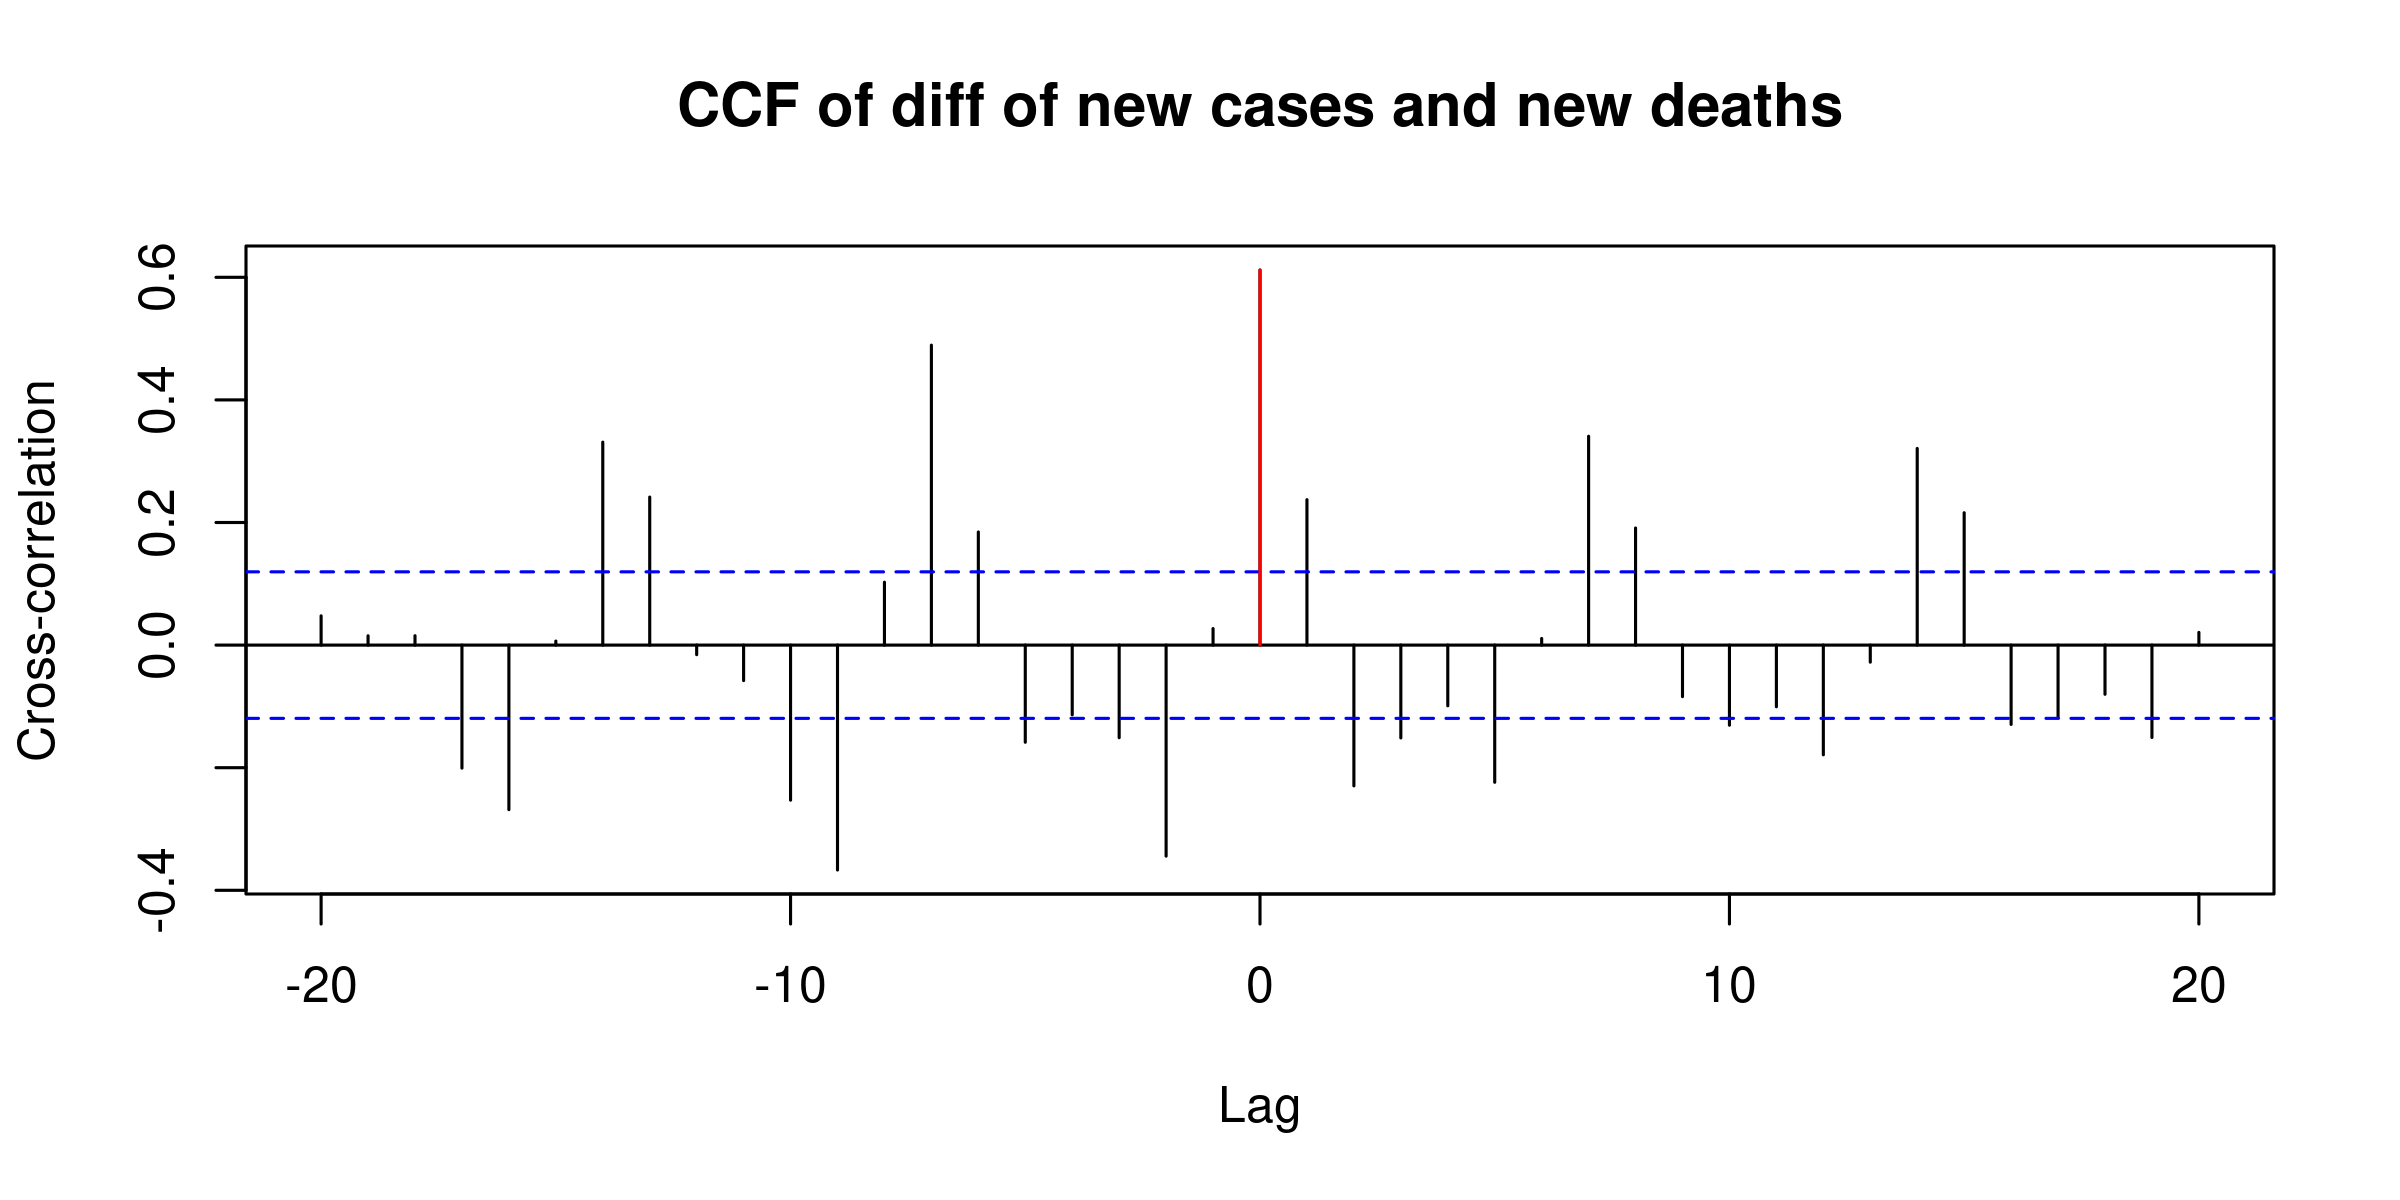 CCF of diff of new cases and new deaths
Cross-correlation
0.6
0.4
0.2
0.0
-0.4
-20 -10 0 10 20
Lag